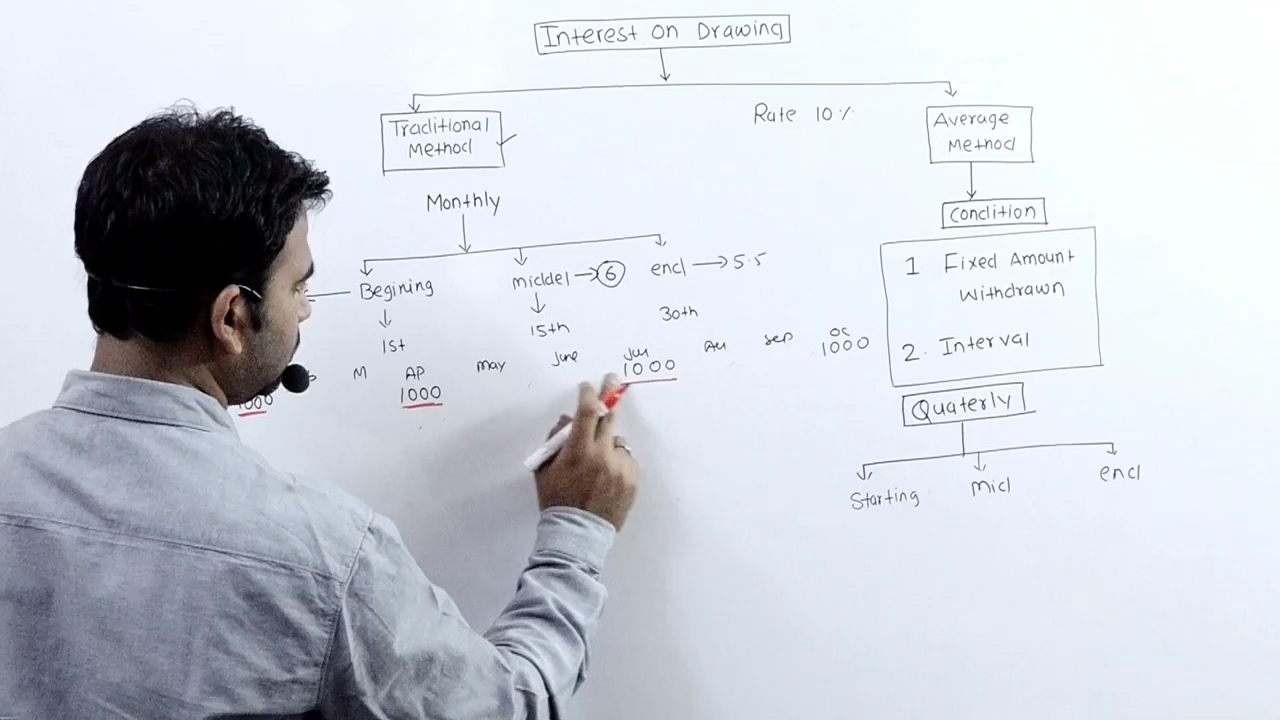 Interest on Drawing
Rate 10%
Traditional
Method
Average
Method
Monthly
Condition
Begining
middel → 6
end → 5.5
1 Fixed Amount
Withdrawn
2. Interval
1st
15th
30th
M AP may june Jul Au Sep OC
1000 1000 1000 1000
Quaterly
Starting
Mid
end